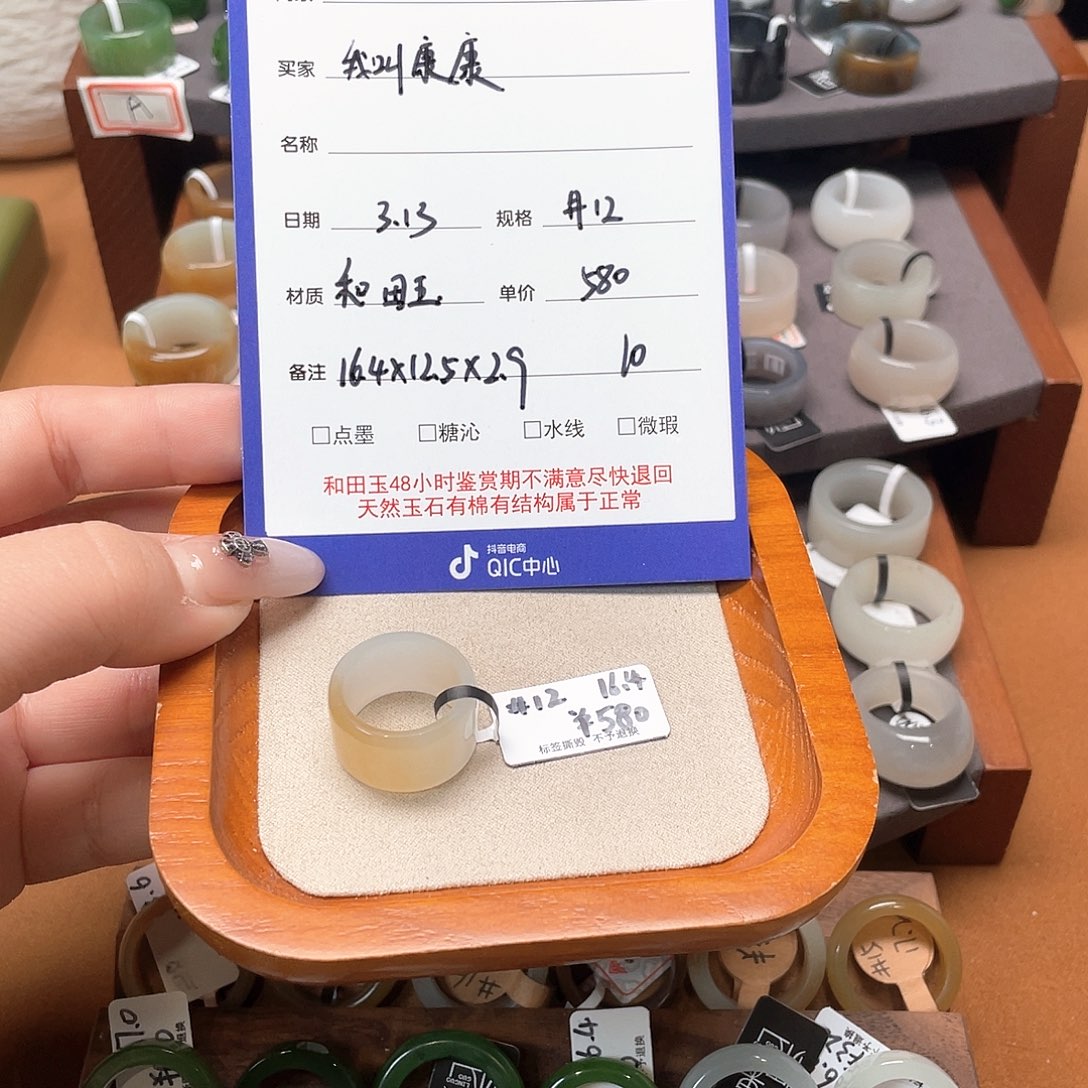 买家 我叫康康
名称
日期 3.13 规格 #12
材质 和田玉 单价 580
备注 16.4×12.5×2.9 10
□点墨 □糖沁 □水线 □微瑕
和田玉48小时鉴赏期不满意尽快退回
天然玉石有棉有结构属于正常
抖音电商
QIC中心
#12 16.4
¥580
标签撕毁 不予退换
A